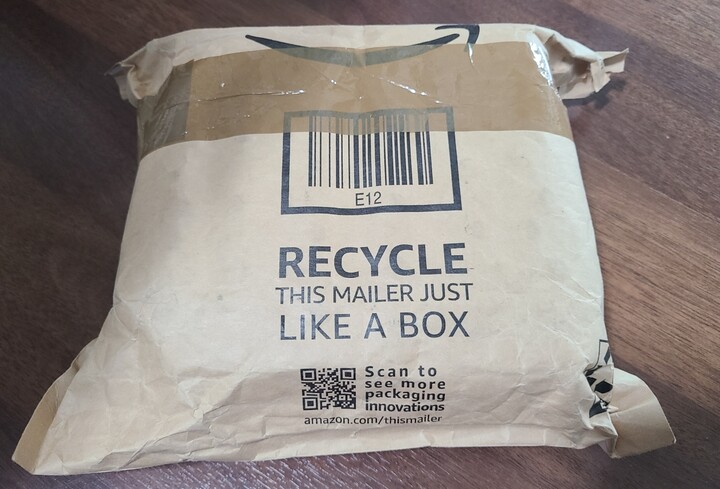 E12
RECYCLE
THIS MAILER JUST
LIKE A BOX
Scan to
see more
packaging
innovations
amazon.com/thismailer